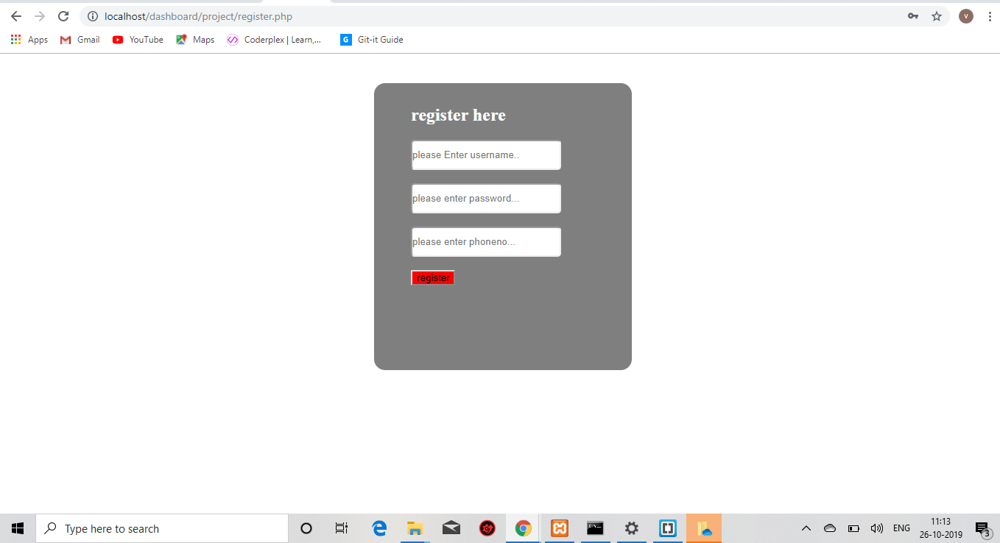 localhost/dashboard/project/register.php
V
Apps Gmail YouTube Maps Coderplex | Learn,... G Git-it Guide
register here
please Enter username..
please enter password...
please enter phoneno...
register
Type here to search
ENG
11:13
26-10-2019
3